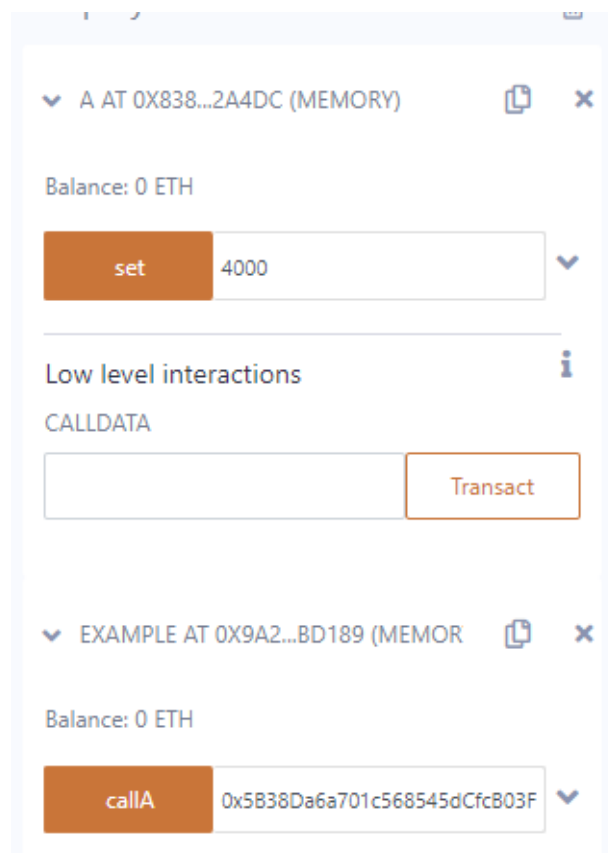 A AT 0X838...2A4DC (MEMORY)
Balance: 0 ETH
set 4000
Low level interactions
CALLDATA
Transact
EXAMPLE AT 0X9A2...BD189 (MEMOR
Balance: 0 ETH
callA 0x5B38Da6a701c568545dCfcB03F